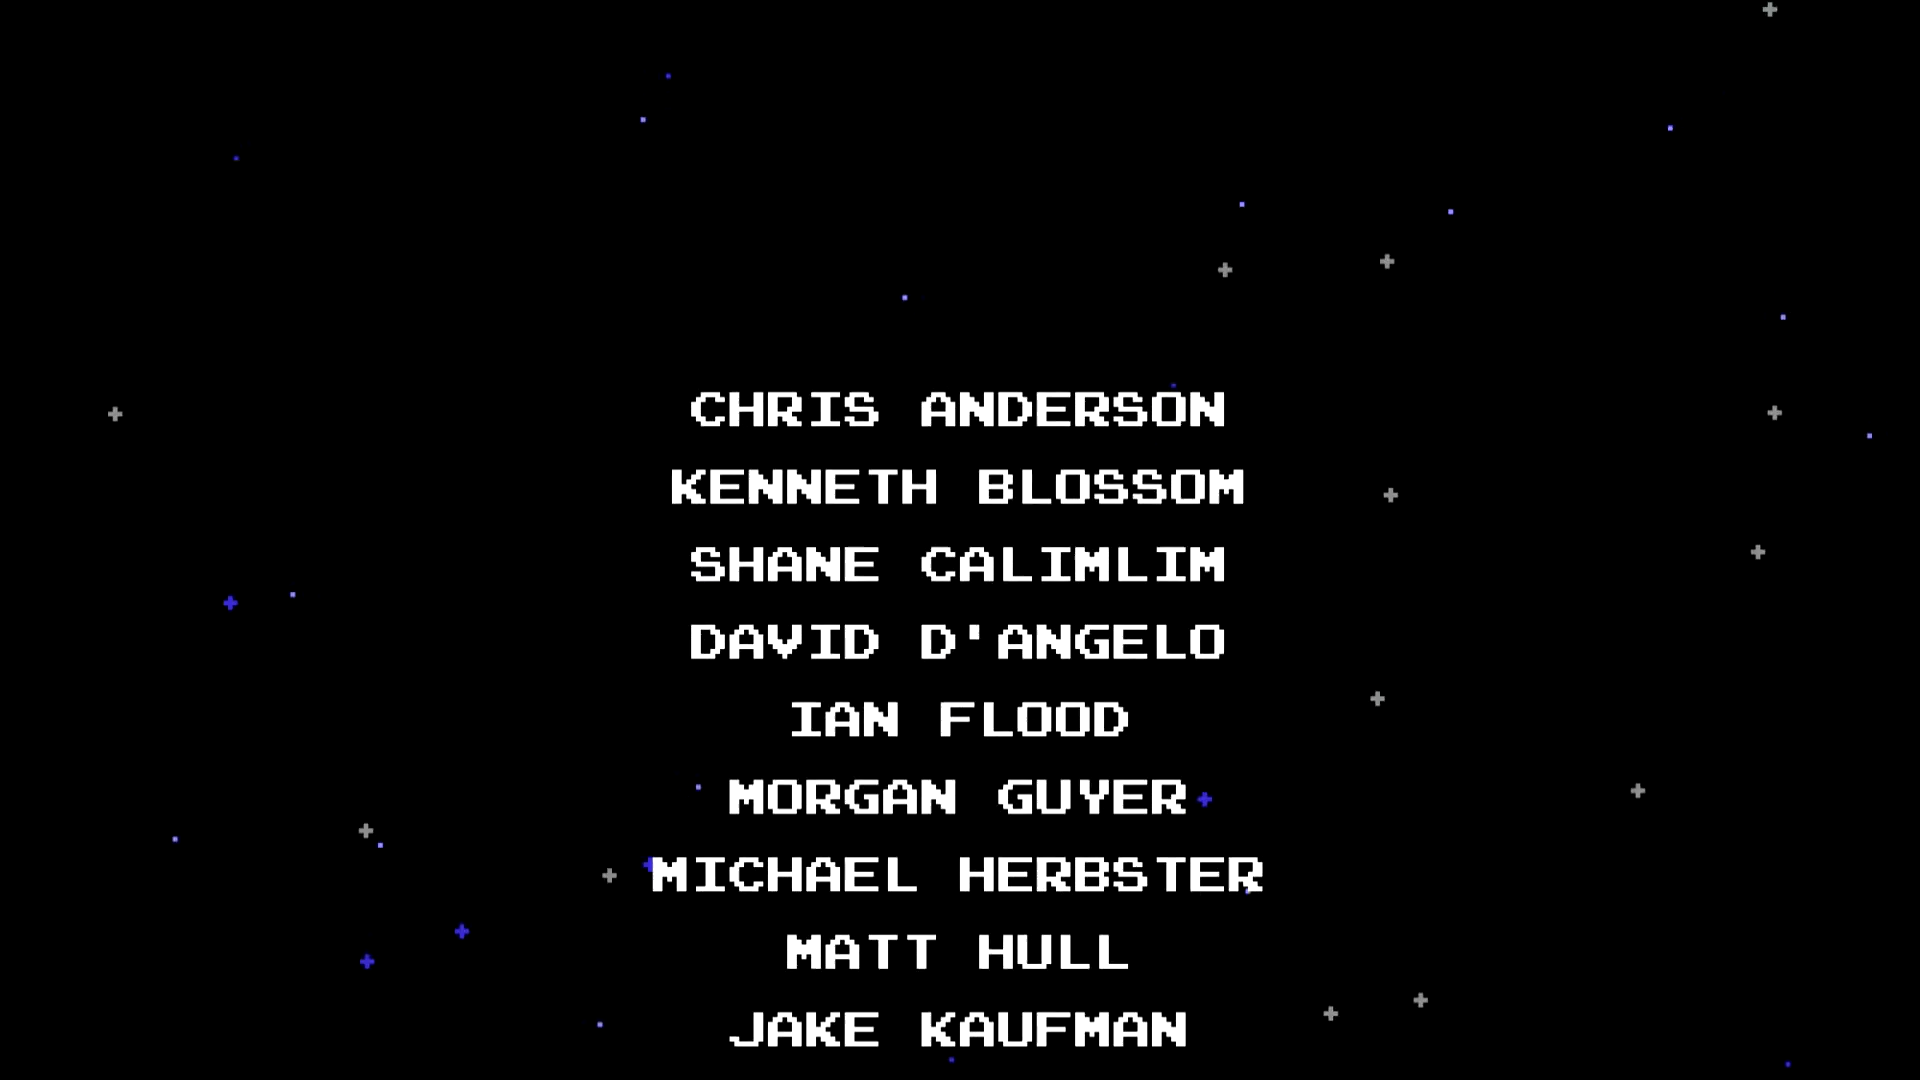 CHRIS ANDERSON
KENNETH BLOSSOM
SHANE CALIMLIM
DAVID D'ANGELO
IAN FLOOD
MORGAN GUYER
MICHAEL HERBSTER
MATT HULL
JAKE KAUFMAN